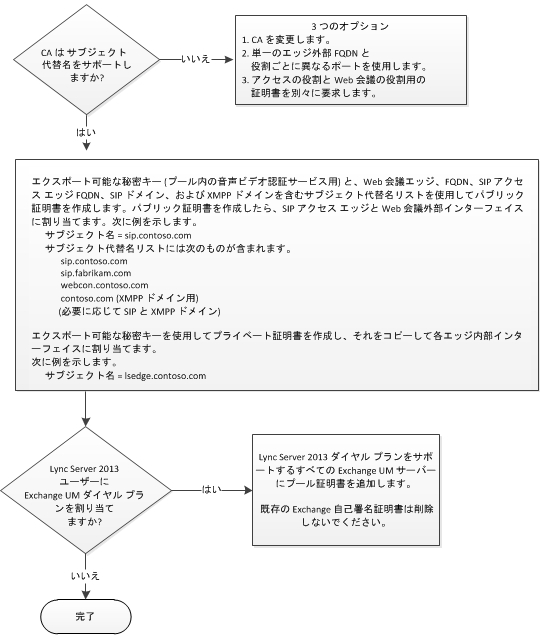 CA は サブジェクト
代替名をサポートし
ますか?
いいえ
3 つのオプション
1. CA を変更します。
2. 単一のエッジ外部 FQDN と
役割ごとに異なるポートを使用します。
3. アクセスの役割と Web 会議の役割用の
証明書を別々に要求します。
はい
エクスポート可能な秘密キー (プール内の音声ビデオ認証サービス用) と、Web 会議エッジ、FQDN、SIP アクセ
ス エッジ FQDN、SIP ドメイン、および XMPP ドメインを含むサブジェクト代替名リストを使用してパブリック
証明書を作成します。パブリック証明書を作成したら、SIP アクセス エッジと Web 会議外部インターフェイス
に割り当てます。次に例を示します。
サブジェクト名 = sip.contoso.com
サブジェクト代替名リストには次のものが含まれます。
sip.contoso.com
sip.fabrikam.com
webcon.contoso.com
contoso.com (XMPP ドメイン用)
(必要に応じて SIP と XMPP ドメイン)
エクスポート可能な秘密キーを使用してプライベート証明書を作成し、それをコピーして各エッジ内部インタ
ーフェイスに割り当てます。
次に例を示します。
サブジェクト名 = lsedge.contoso.com
Lync Server 2013
ユーザーに
Exchange UM ダイヤル プラ
ンを割り当て
ますか?
はい
Lync Server 2013 ダイヤル プランをサ
ポートするすべての Exchange UM サーバー
にプール証明書を追加します。
既存の Exchange 自己署名証明書は削除
しないでください。
いいえ
完了